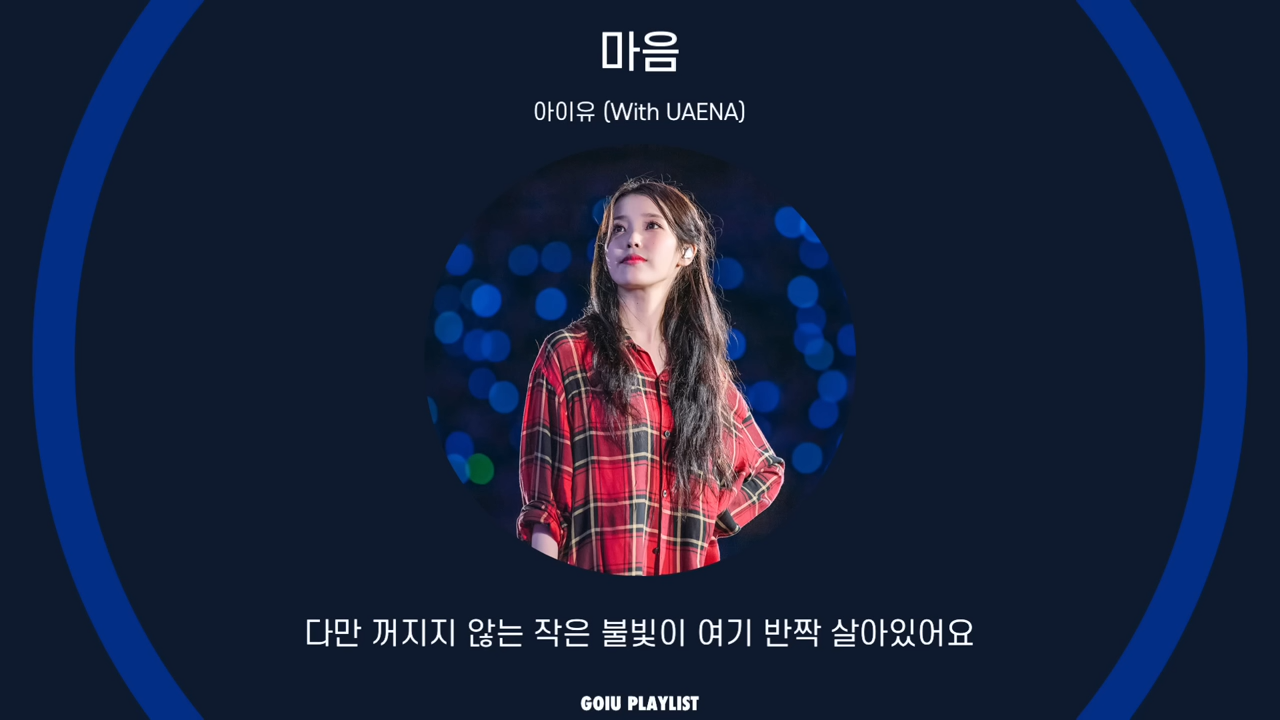 마음
아이유 (With UAENA)
다만 꺼지지 않는 작은 불빛이 여기 반짝 살아있어요
GOIU PLAYLIST